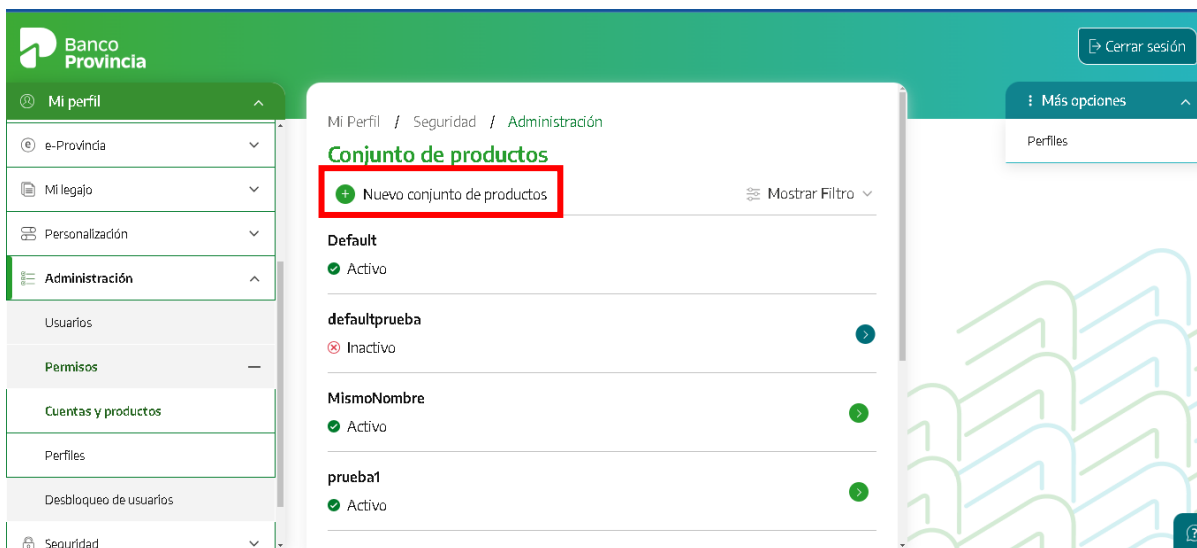 Banco
Provincia
Cerrar sesión
Mi perfil
e-Provincia
Mi legajo
Personalización
Administración
Usuarios
Permisos
Cuentas y productos
Perfiles
Desbloqueo de usuarios
Seguridad
Mi Perfil / Seguridad / Administración
Conjunto de productos
Nuevo conjunto de productos
Mostrar Filtro
Default
Activo
defaultprueba
Inactivo
MismoNombre
Activo
prueba1
Activo
Más opciones
Perfiles